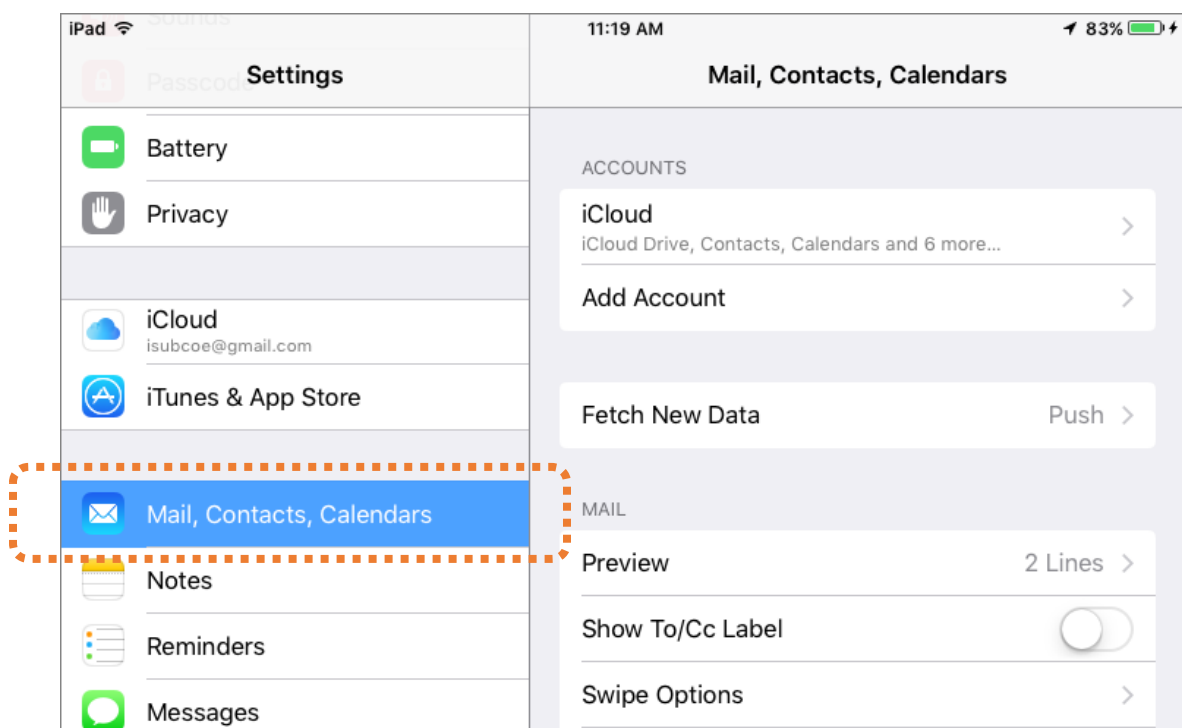 iPad
Sounds
11:19 AM
83%
Passcode
Settings
Mail, Contacts, Calendars
Battery
Privacy
iCloud
isubcoe@gmail.com
iTunes & App Store
Mail, Contacts, Calendars
Notes
Reminders
Messages
ACCOUNTS
iCloud
iCloud Drive, Contacts, Calendars and 6 more...
Add Account
Fetch New Data Push
MAIL
Preview 2 Lines
Show To/Cc Label
Swipe Options